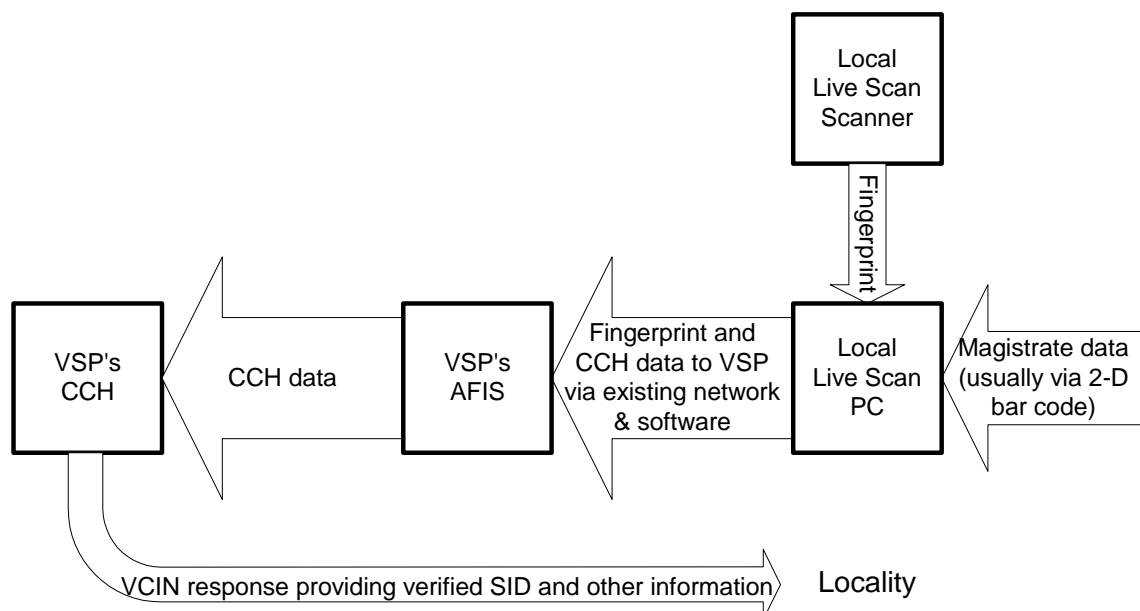 Local
Live Scan
Scanner
Fingerprint
VSP's
CCH
CCH data
VSP's
AFIS
Fingerprint and
CCH data to VSP
via existing network
& software
Local
Live Scan
PC
Magistrate data
(usually via 2-D
bar code)
VCIN response providing verified SID and other information
Locality